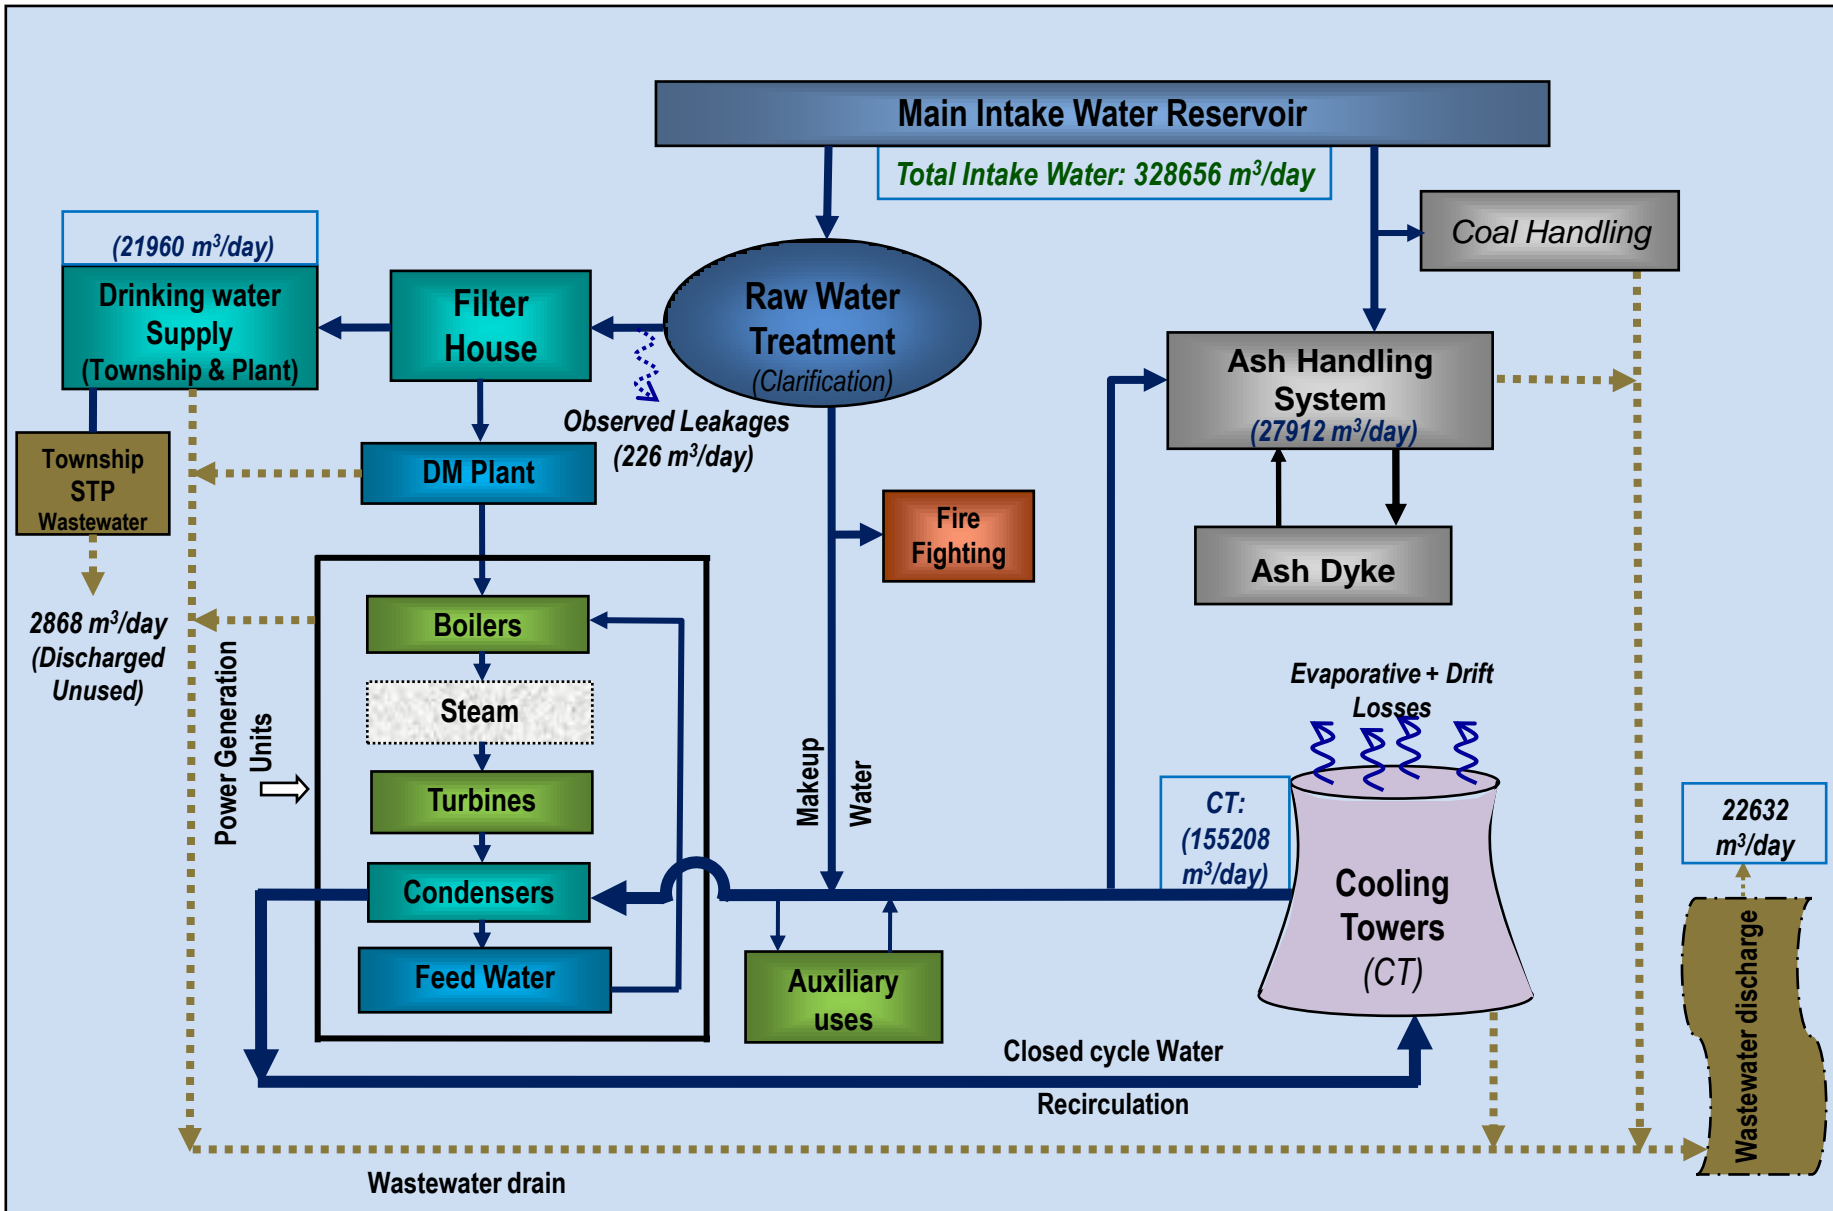 Main Intake Water Reservoir
Total Intake Water: 328656 m³/day
(21960 m³/day)
Drinking water
Supply
(Township & Plant)
Filter
House
Raw Water
Treatment
(Clarification)
Coal Handling
Ash Handling
System
(27912 m³/day)
Observed Leakages
(226 m³/day)
Township
STP
Wastewater
DM Plant
Fire
Fighting
Ash Dyke
2868 m³/day
(Discharged
Unused)
Boilers
Steam
Turbines
Condensers
Feed Water
Power Generation
Units
Makeup
Water
Evaporative + Drift
Losses
CT:
(155208
m³/day)
Cooling
Towers
(CT)
22632
m³/day
Auxiliary
uses
Closed cycle Water
Recirculation
Wastewater discharge
Wastewater drain